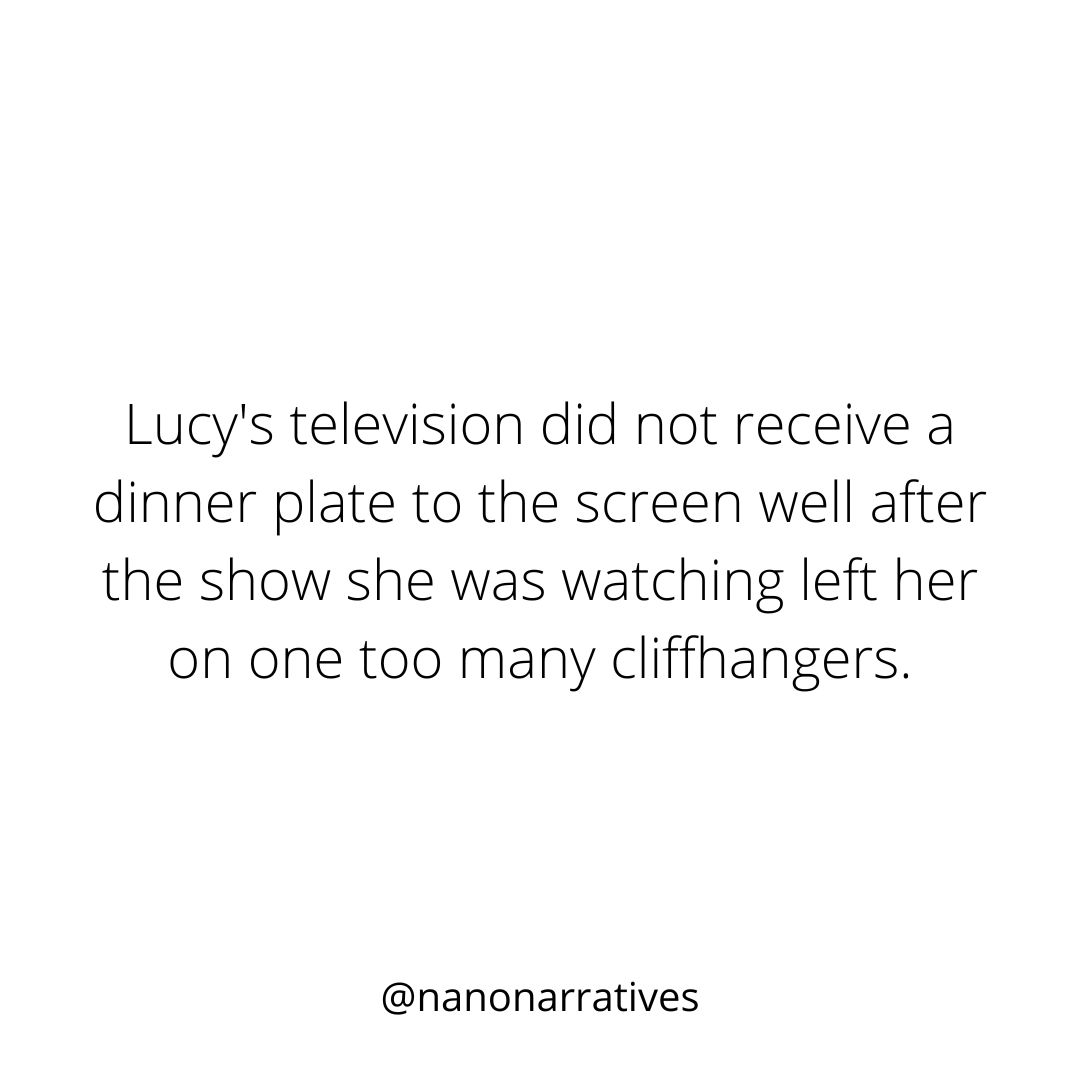 Lucy's television did not receive a
dinner plate to the screen well after
the show she was watching left her
on one too many cliffhangers.
@nanonarratives